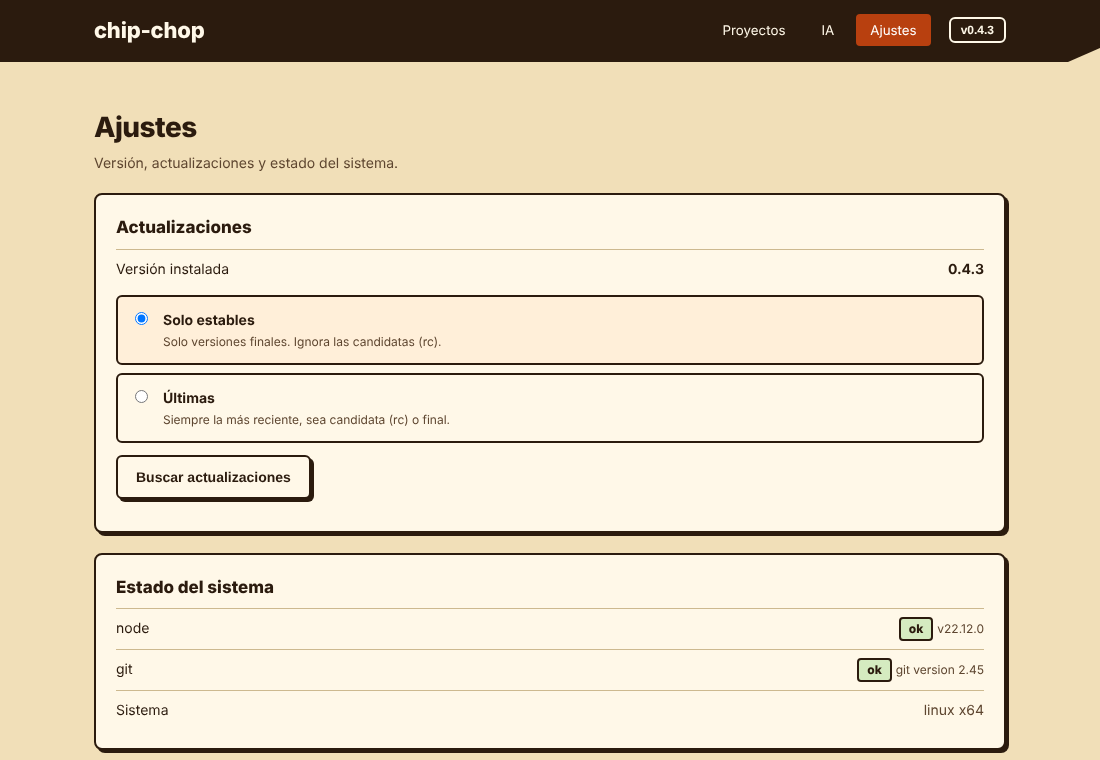 chip-chop
Proyectos
IA
Ajustes
v0.4.3
Ajustes
Versión, actualizaciones y estado del sistema.
Actualizaciones
Versión instalada 0.4.3
Solo estables
Solo versiones finales. Ignora las candidatas (rc).
Últimas
Siempre la más reciente, sea candidata (rc) o final.
Buscar actualizaciones
Estado del sistema
node ok v22.12.0
git ok git version 2.45
Sistema linux x64